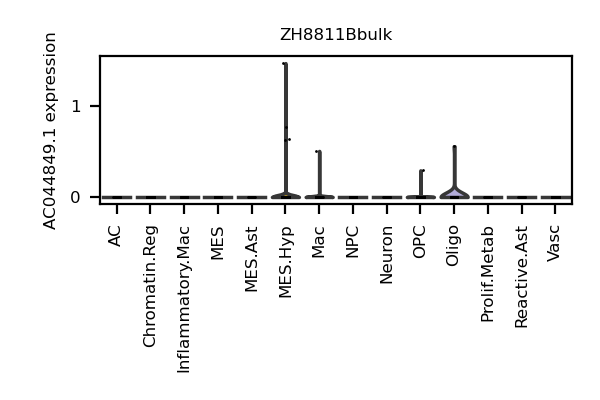 ZH8811Bbulk
AC044849.1 expression
1
0
AC
Chromatin.Reg
Inflammatory.Mac
MES
MES.Ast
MES.Hyp
Mac
NPC
Neuron
OPC
Oligo
Prolif.Metab
Reactive.Ast
Vasc